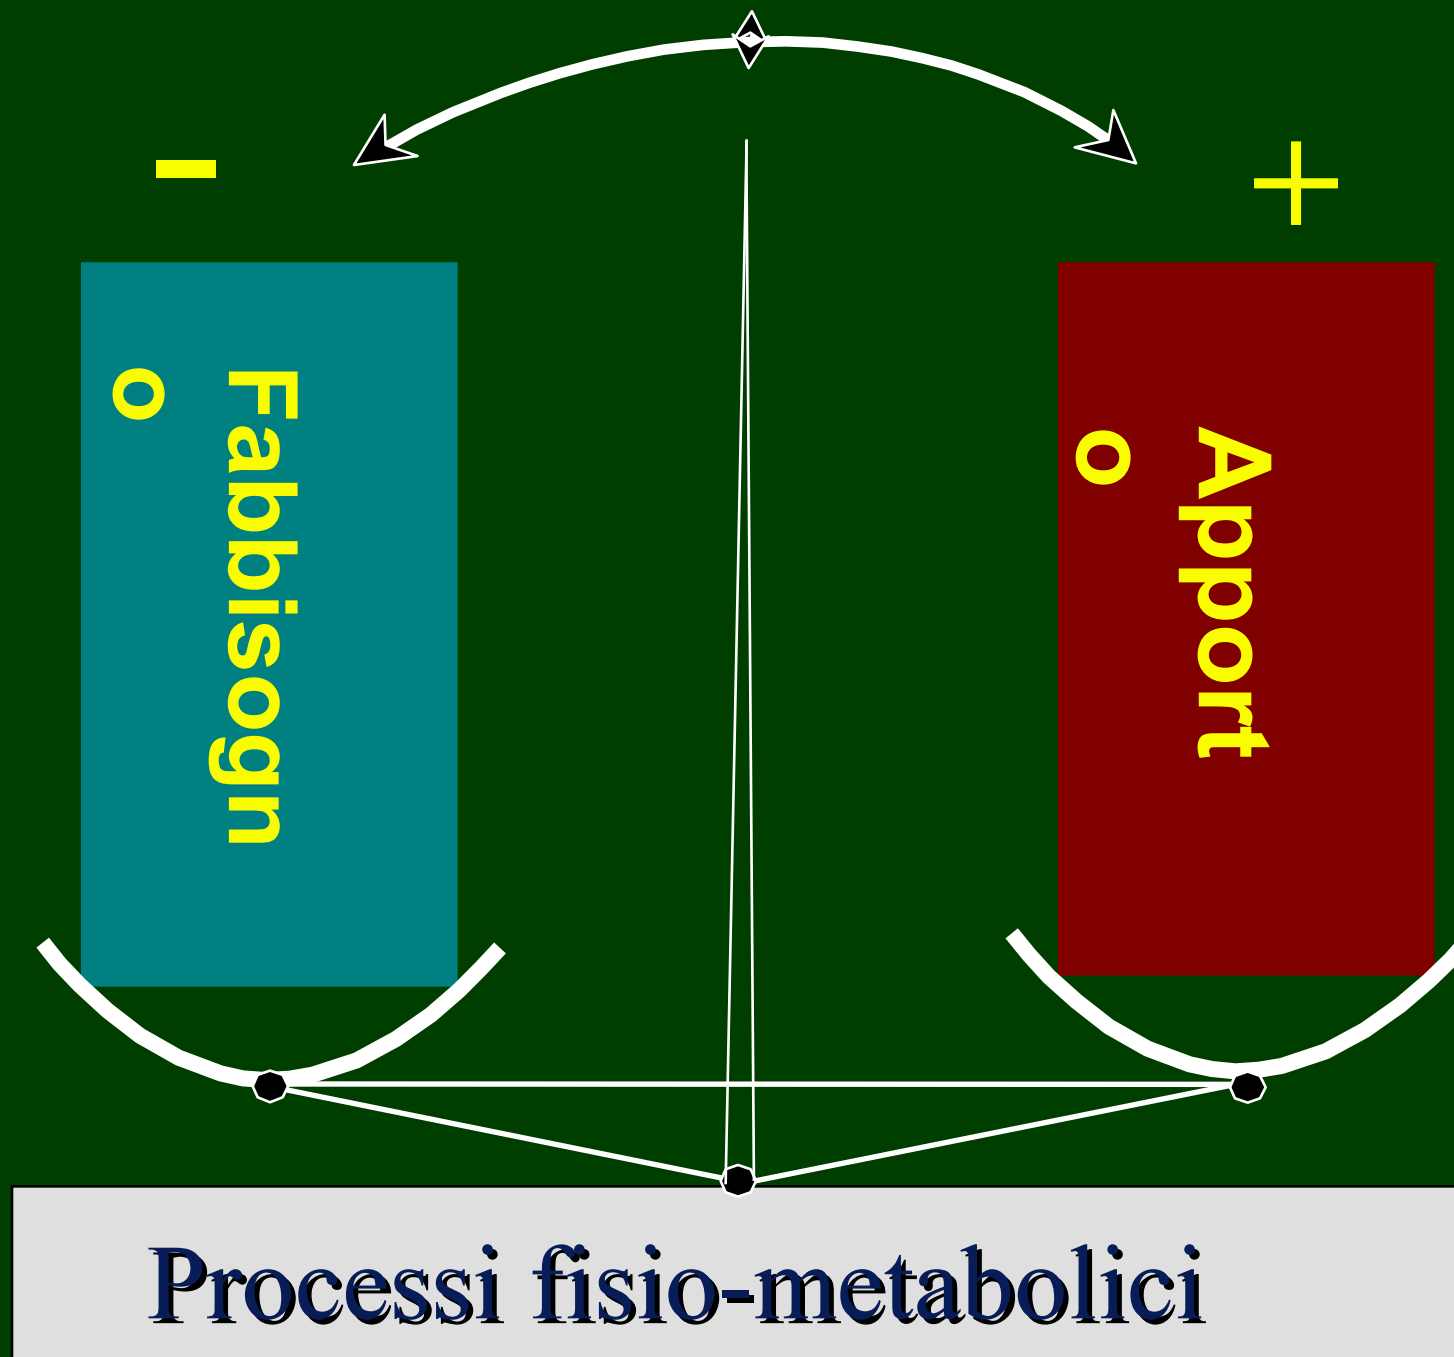 -
+
Fabbisogn
o
Apport
o
Processi fisio-metabolici